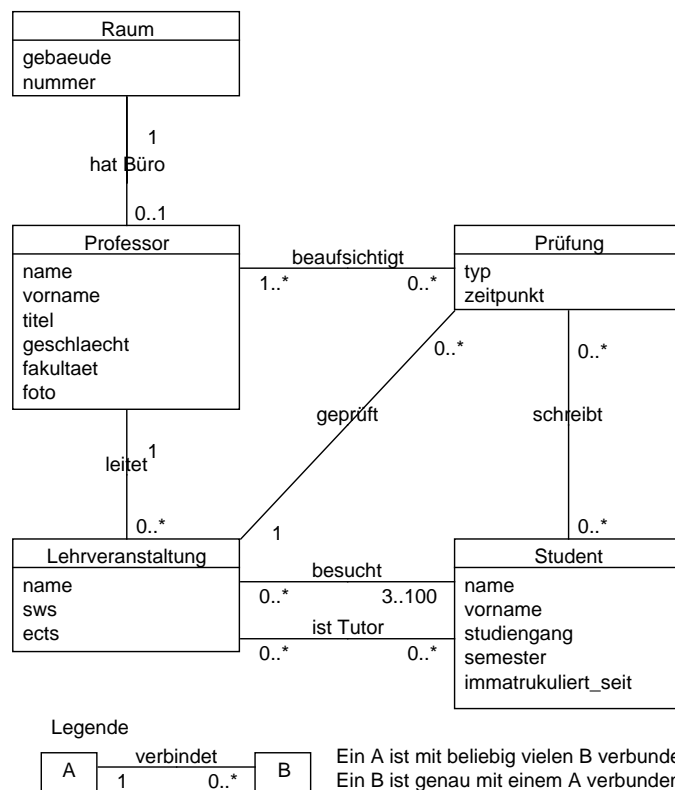 Raum
gebaeude
nummer
1
hat Büro
0..1
Professor
name
vorname
titel
geschlaecht
fakultaet
foto
beaufsichtigt
1..*
0..*
Prüfung
typ
zeitpunkt
0..*
0..*
geprüft
schreibt
1
leitet
0..*
1
0..*
Lehrveranstaltung
name
sws
ects
besucht
0..*
3..100
ist Tutor
0..*
0..*
Student
name
vorname
studiengang
semester
immatrukuliert_seit
Legende
A
verbindet
1
0..*
B
Ein A ist mit beliebig vielen B verbunde
Ein B ist genau mit einem A verbunden